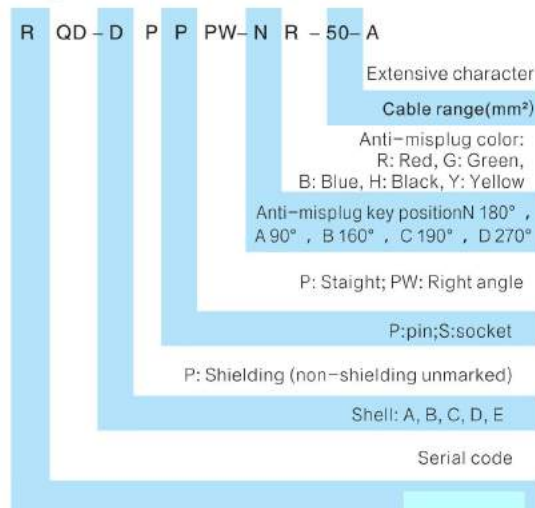 R QD-D P P PW-N R-50-A
Extensive character
Cable range(mm²)
Anti-misplug color:
R: Red, G: Green,
B: Blue, H: Black, Y: Yellow
Anti-misplug key positionN 180° ,
A 90° , B 160° , C 190° , D 270°
P: Staight; PW: Right angle
P:pin;S:socket
P: Shielding (non-shielding unmarked)
Shell: A, B, C, D, E
Serial code